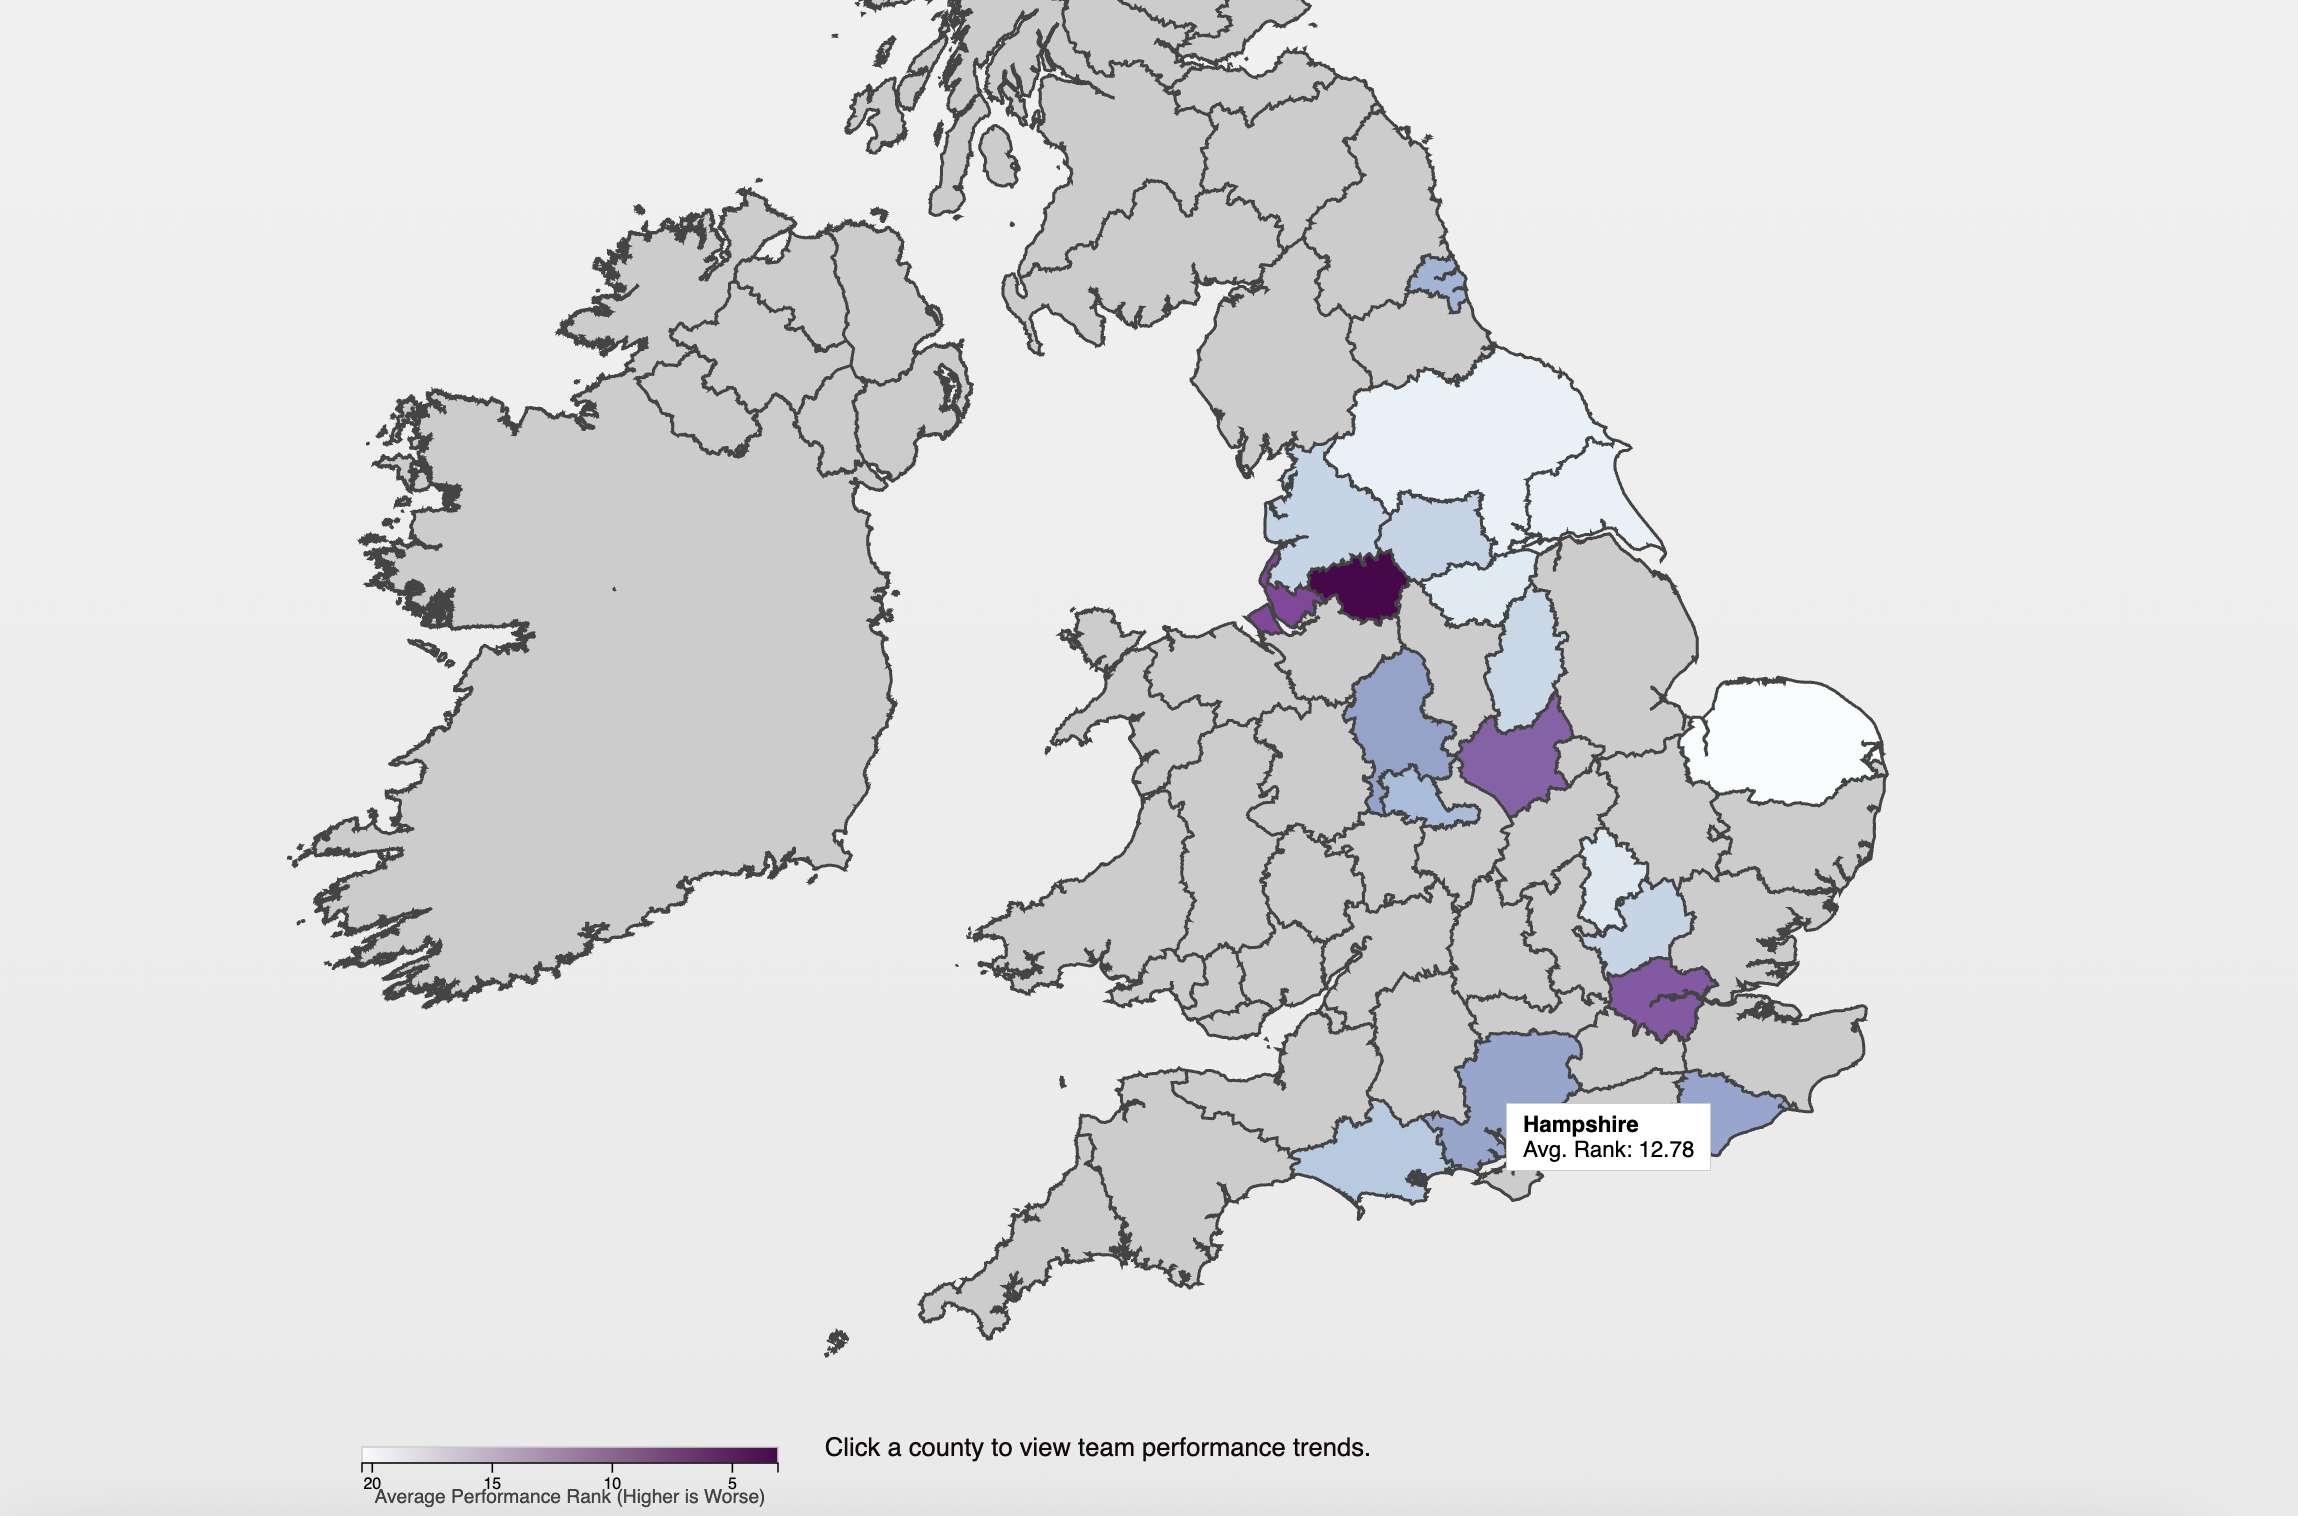 Hampshire
Avg. Rank: 12.78
Click a county to view team performance trends.
20 15 10 5
Average Performance Rank (Higher is Worse)